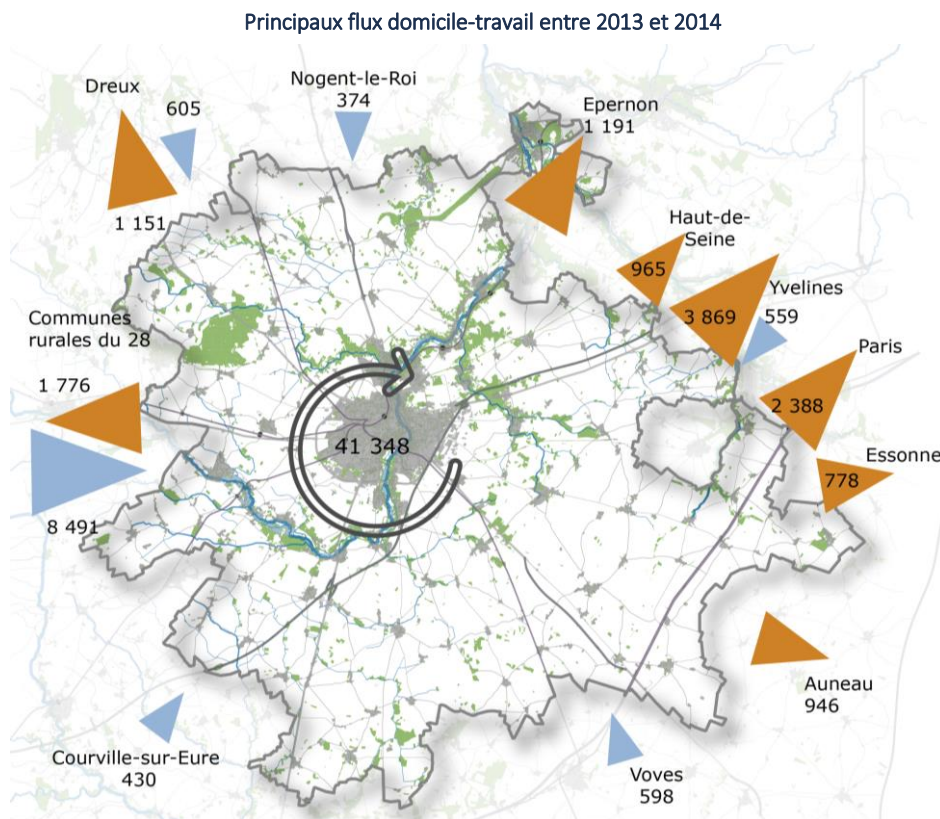 Principaux flux domicile-travail entre 2013 et 2014
Dreux
605
1 151
Nogent-le-Roi
374
Epernon
1 191
Haut-de-
Seine
965
Yvelines
559
3 869
Paris
2 388
Essonne
778
Communes
rurales du 28
1 776
8 491
41 348
Auneau
946
Courville-sur-Eure
430
Voves
598